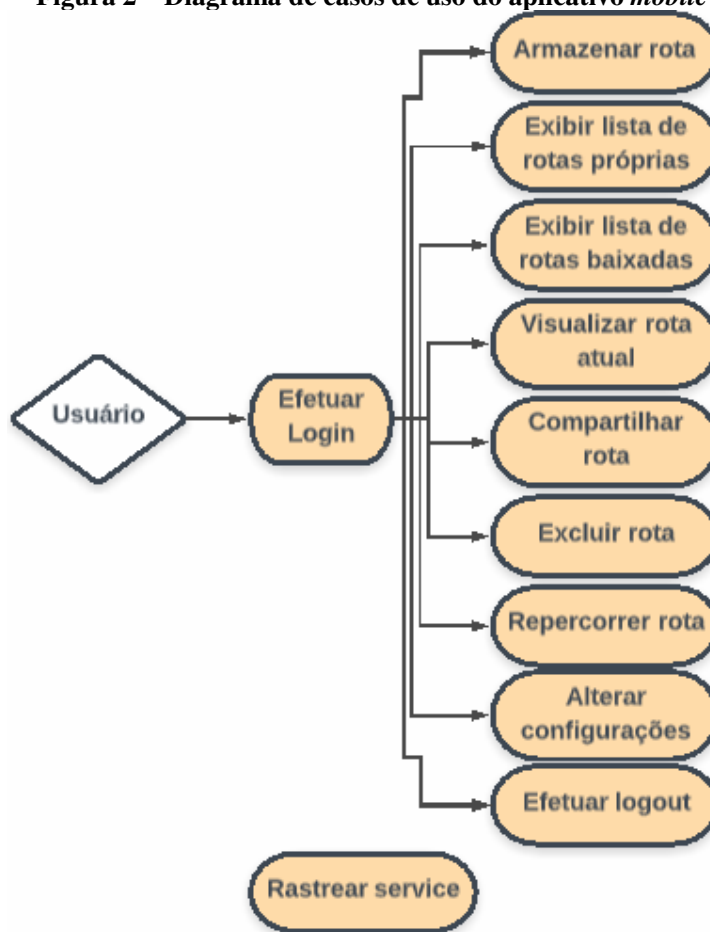 Figura 2 – Diagrama de casos de uso do aplicativo mobile
Armazenar rota
Exibir lista de
rotas próprias
Exibir lista de
rotas baixadas
Visualizar rota
atual
Usuário
Efetuar
Login
Compartilhar
rota
Excluir rota
Repercorrer rota
Alterar
configurações
Efetuar logout
Rastrear service